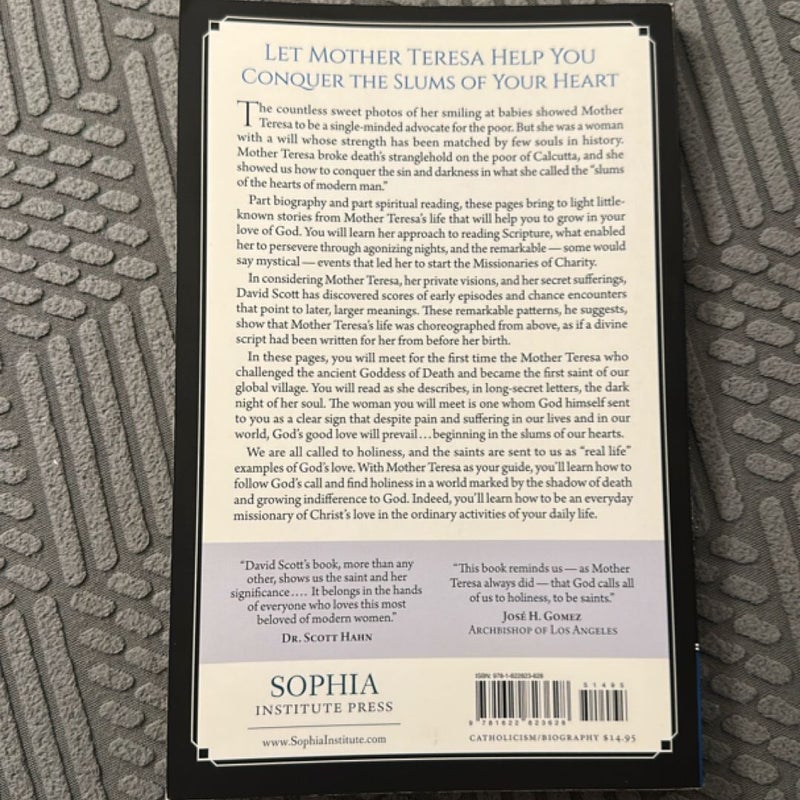 LET MOTHER TERESA HELP YOU
CONQUER THE SLUMS OF YOUR HEART
The countless sweet photos of her smiling at babies showed Mother
Teresa to be a single-minded advocate for the poor. But she was a woman
with a will whose strength has been matched by few souls in history.
Mother Teresa broke death's stranglehold on the poor of Calcutta, and she
showed us how to conquer the sin and darkness in what she called the "slums
of the hearts of modern man."
Part biography and part spiritual reading, these pages bring to light little-
known stories from Mother Teresa's life that will help you to grow in your
love of God. You will learn her approach to reading Scripture, what enabled
her to persevere through agonizing nights, and the remarkable — some would
say mystical — events that led her to start the Missionaries of Charity.
In considering Mother Teresa, her private visions, and her secret sufferings,
David Scott has discovered scores of early episodes and chance encounters
that point to later, larger meanings. These remarkable patterns, he suggests,
show that Mother Teresa's life was choreographed from above, as if a divine
script had been written for her from before her birth.
In these pages, you will meet for the first time the Mother Teresa who
challenged the ancient Goddess of Death and became the first saint of our
global village. You will read as she describes, in long-secret letters, the dark
night of her soul. The woman you will meet is one whom God himself sent
to you as a clear sign that despite pain and suffering in our lives and in our
world, God's good love will prevail...beginning in the slums of our hearts.
We are all called to holiness, and the saints are sent to us as "real life"
examples of God's love. With Mother Teresa as your guide, you'll learn how to
follow God's call and find holiness in a world marked by the shadow of death
and growing indifference to God. Indeed, you'll learn how to be an everyday
missionary of Christ's love in the ordinary activities of your daily life.
"David Scott's book, more than any
other, shows us the saint and her
significance.... It belongs in the hands
of everyone who loves this most
beloved of modern women."
DR. SCOTT HAHN
"This book reminds us — as Mother
Teresa always did — that God calls all
of us to holiness, to be saints."
JOSÉ H. GOMEZ
ARCHBISHOP OF LOS ANGELES
SOPHIA
INSTITUTE PRESS
www.SophiaInstitute.com
ISBN: 978-1-622823-626
51495
9 781622 823628
CATHOLICISM/BIOGRAPHY $14.95